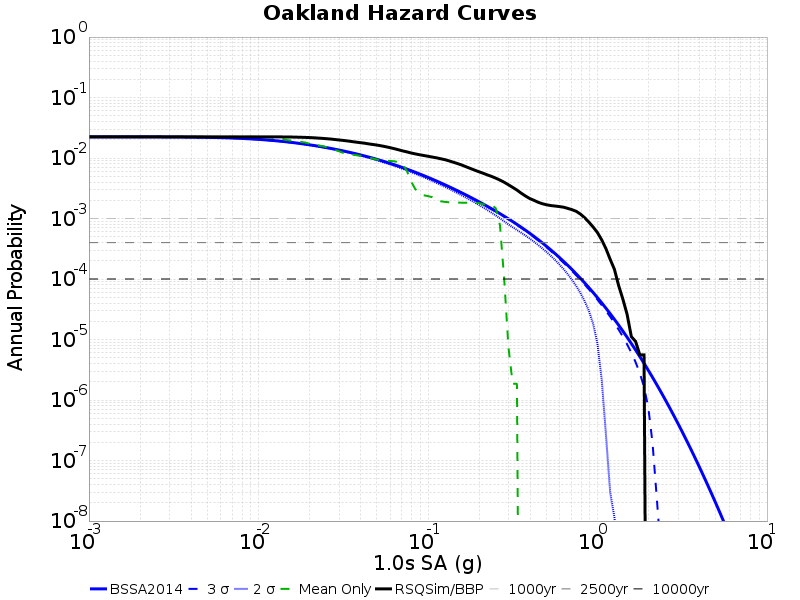 Oakland Hazard Curves
10^0
10^-1
10^-2
10^-3
10^-4
10^-5
10^-6
10^-7
10^-8
Annual Probability
10^-3 10^-2 10^-1 10^0 10^1
1.0s SA (g)
BSSA2014 3 σ 2 σ Mean Only RSQSim/BBP 1000yr 2500yr 10000yr